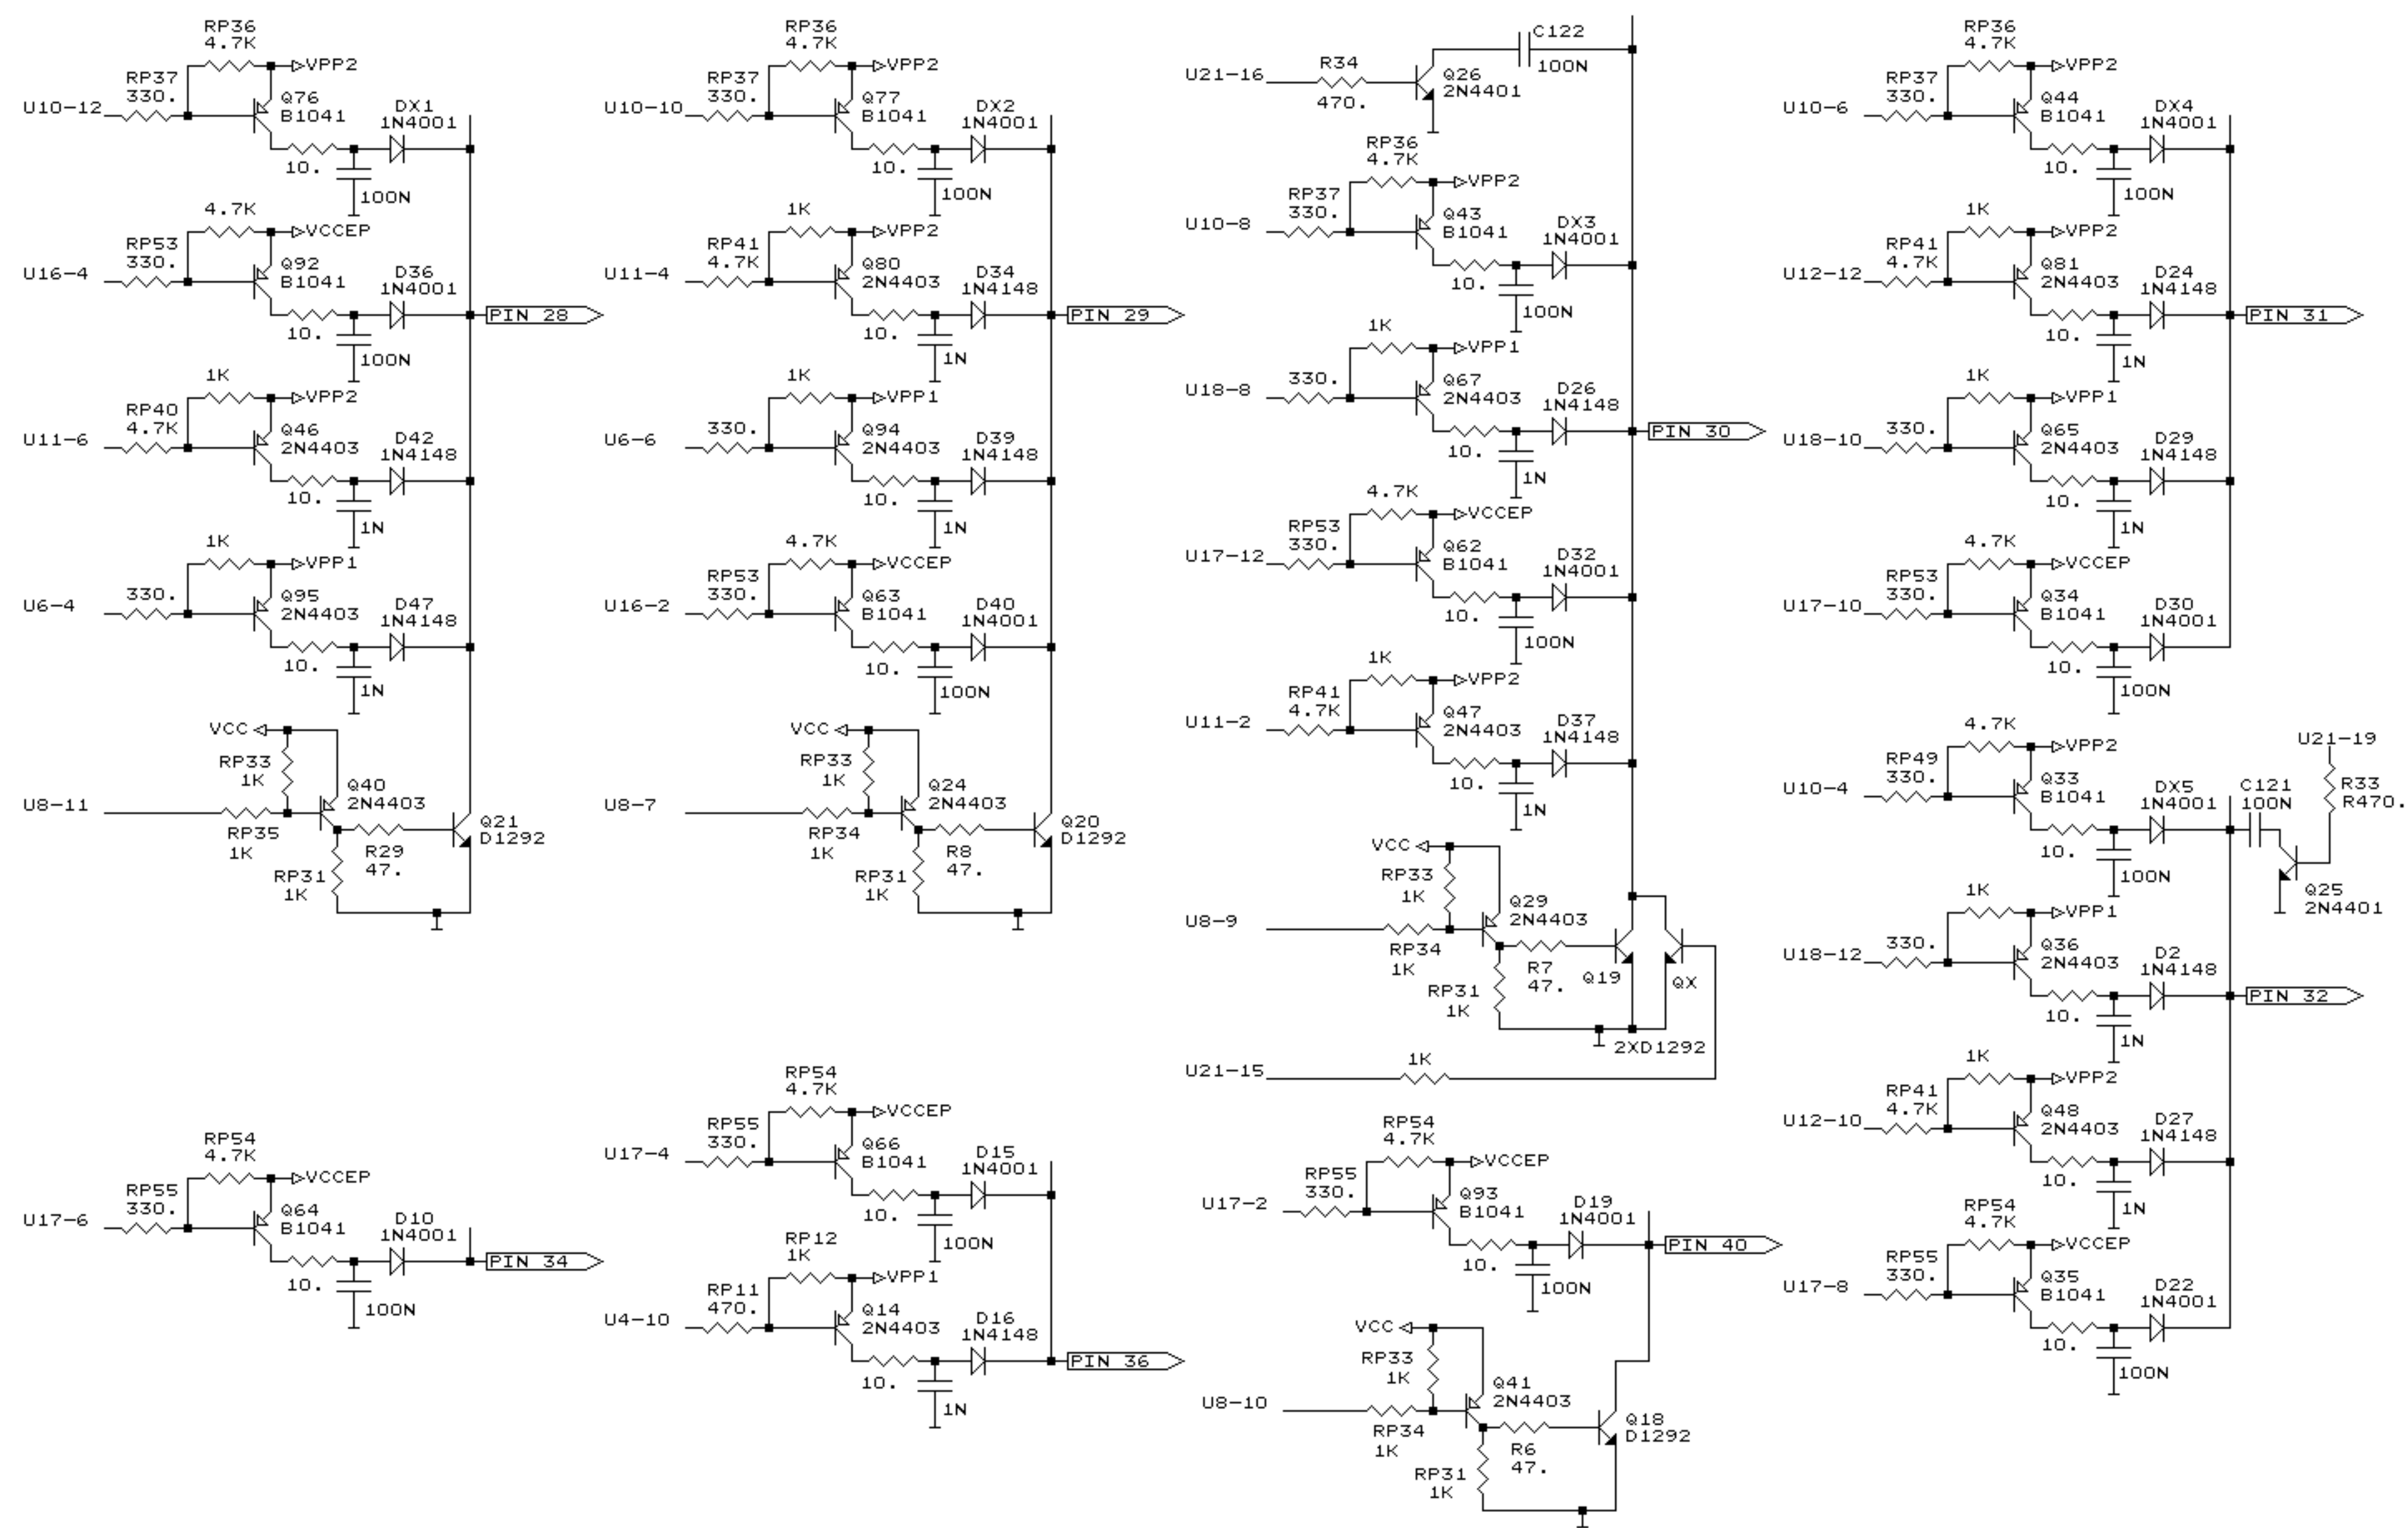 RP36
4.7K
VPP2
RP37
330.
U10-12
Q76
B1041
DX1
1N4001
10.
100N
4.7K
VCCEP
RP53
330.
U16-4
Q92
B1041
D36
1N4001
10.
100N
PIN 28
1K
VPP2
RP40
4.7K
U11-6
Q46
2N4403
D42
1N4148
10.
1N
1K
VPP1
330.
U6-4
Q95
2N4403
D47
1N4148
10.
1N
VCC
RP33
1K
Q40
2N4403
U8-11
RP35
1K
R29
47.
RP31
1K
Q21
D1292
RP54
4.7K
VCCEP
RP55
330.
U17-6
Q64
B1041
D10
1N4001
10.
100N
PIN 34
RP36
4.7K
VPP2
RP37
330.
U10-10
Q77
B1041
DX2
1N4001
10.
100N
1K
VPP2
RP41
4.7K
U11-4
Q80
2N4403
D34
1N4148
10.
1N
PIN 29
1K
VPP1
330.
U6-6
Q94
2N4403
D39
1N4148
10.
1N
4.7K
VCCEP
RP53
330.
U16-2
Q63
B1041
D40
1N4001
10.
100N
VCC
RP33
1K
Q24
2N4403
U8-7
RP34
1K
R8
47.
RP31
1K
Q20
D1292
RP54
4.7K
VCCEP
RP55
330.
U17-4
Q66
B1041
D15
1N4001
10.
100N
RP12
1K
VPP1
RP11
470.
U4-10
Q14
2N4403
D16
1N4148
10.
1N
PIN 36
C122
100N
U21-16
R34
470.
Q26
2N4401
RP36
4.7K
VPP2
RP37
330.
U10-8
Q43
B1041
DX3
1N4001
10.
100N
1K
VPP1
330.
U18-8
Q67
2N4403
D26
1N4148
10.
1N
PIN 30
4.7K
VCCEP
RP53
330.
U17-12
Q62
B1041
D32
1N4001
10.
100N
1K
VPP2
RP41
4.7K
U11-2
Q47
2N4403
D37
1N4148
10.
1N
VCC
RP33
1K
Q29
2N4403
U8-9
RP34
1K
R7
47.
RP31
1K
Q19
QX
2XD1292
U21-15
1K
RP54
4.7K
VCCEP
RP55
330.
U17-2
Q93
B1041
D19
1N4001
10.
100N
PIN 40
VCC
RP33
1K
Q41
2N4403
U8-10
RP34
1K
R6
47.
RP31
1K
Q18
D1292
RP36
4.7K
VPP2
RP37
330.
U10-6
Q44
B1041
DX4
1N4001
10.
100N
1K
VPP2
RP41
4.7K
U12-12
Q81
2N4403
D24
1N4148
10.
1N
PIN 31
1K
VPP1
330.
U18-10
Q65
2N4403
D29
1N4148
10.
1N
4.7K
VCCEP
RP53
330.
U17-10
Q34
B1041
D30
1N4001
10.
100N
4.7K
VPP2
RP49
330.
U10-4
Q33
B1041
DX5
1N4001
10.
100N
U21-19
R33
R470.
C121
100N
Q25
2N4401
1K
VPP1
330.
U18-12
Q36
2N4403
D2
1N4148
10.
1N
PIN 32
1K
VPP2
RP41
4.7K
U12-10
Q48
2N4403
D27
1N4148
10.
1N
RP54
4.7K
VCCEP
RP55
330.
U17-8
Q35
B1041
D22
1N4001
10.
100N